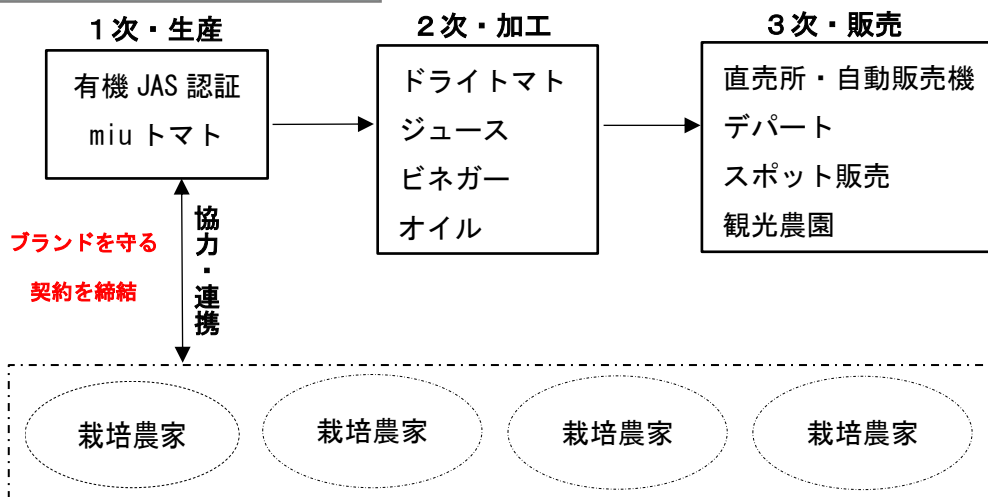 １次・生産
有機 JAS 認証
miu トマト
２次・加工
ドライトマト
ジュース
ビネガー
オイル
３次・販売
直売所・自動販売機
デパート
スポット販売
観光農園
ブランドを守る
契約を締結
協力・連携
栽培農家
栽培農家
栽培農家
栽培農家